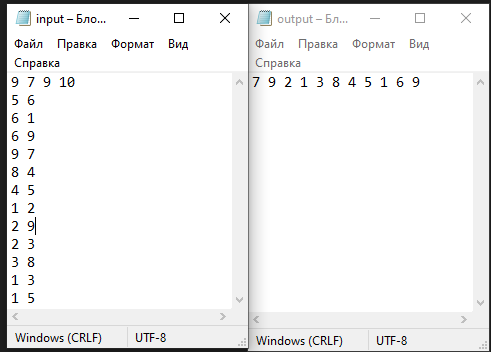 input – Бло...
Файл Правка Формат Вид
Справка
9 7 9 10
5 6
6 1
6 9
9 7
8 4
4 5
1 2
2 9
2 3
3 8
1 3
1 5
Windows (CRLF) UTF-8
output – Бл...
Файл Правка Формат Вид
Справка
7 9 2 1 3 8 4 5 1 6 9
Windows (CRLF) UTF-8